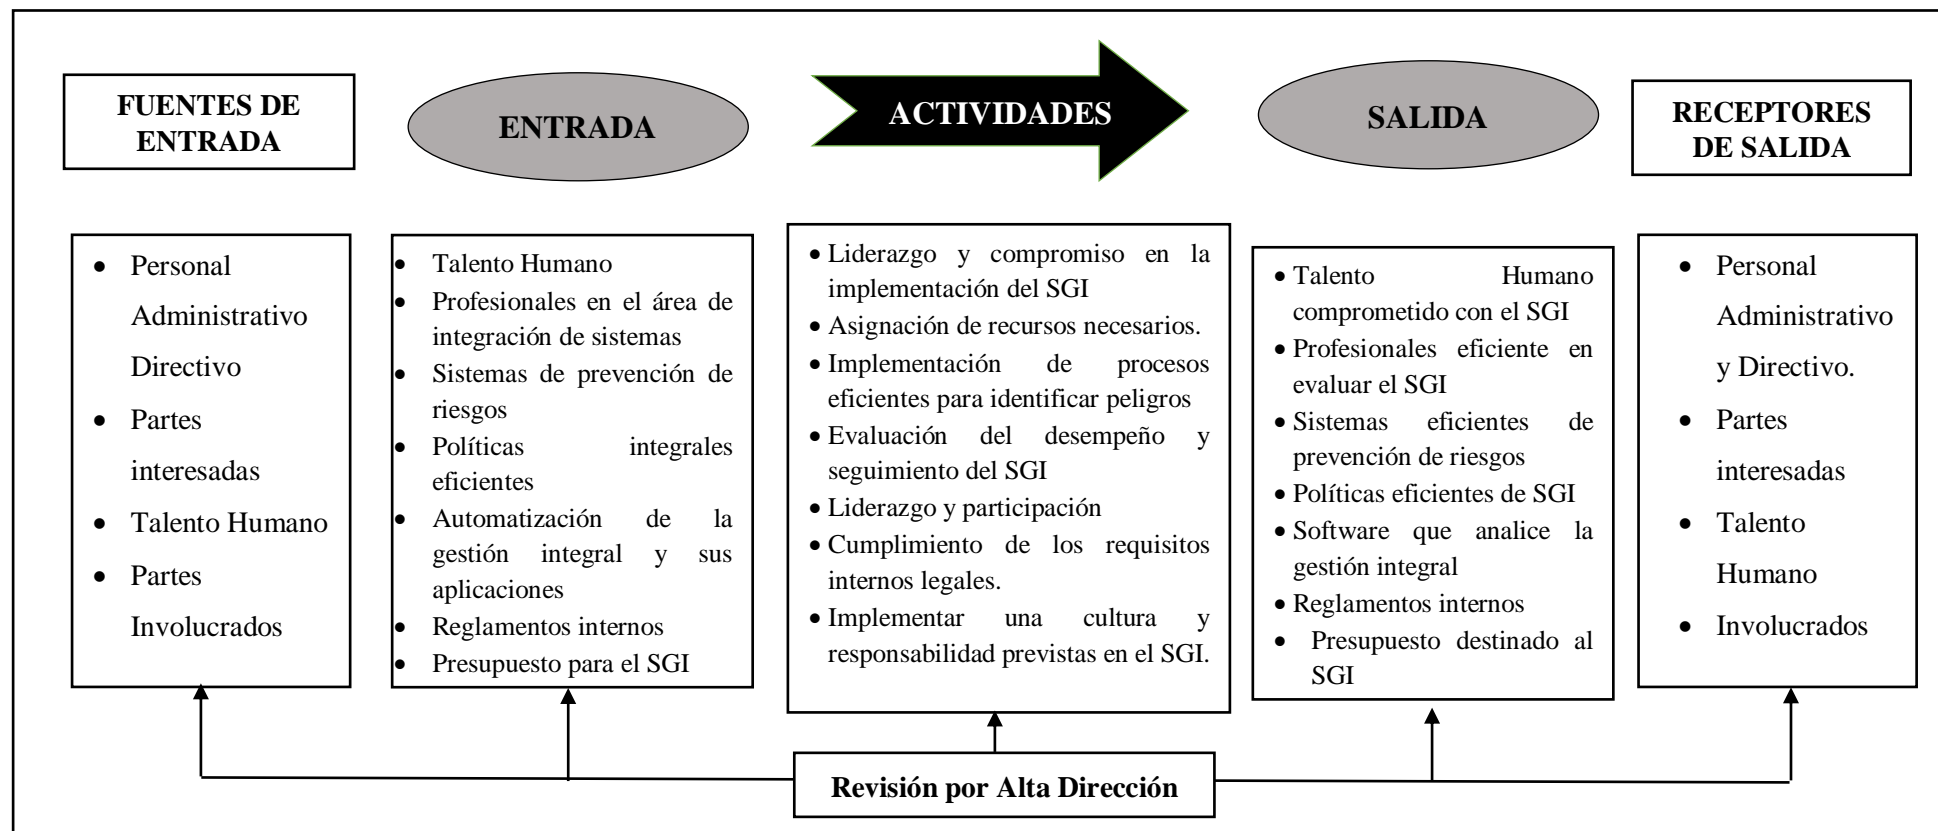 FUENTES DE
ENTRADA
ENTRADA
ACTIVIDADES
SALIDA
RECEPTORES
DE SALIDA
• Personal
Administrativo
Directivo
• Partes
interesadas
• Talento Humano
• Partes
Involucrados
• Talento Humano
• Profesionales en el área de
integración de sistemas
• Sistemas de prevención de
riesgos
• Políticas integrales
eficientes
• Automatización de la
gestión integral y sus
aplicaciones
• Reglamentos internos
• Presupuesto para el SGI
• Liderazgo y compromiso en la
implementación del SGI
• Asignación de recursos necesarios.
• Implementación de procesos
eficientes para identificar peligros
• Evaluación del desempeño y
seguimiento del SGI
• Liderazgo y participación
• Cumplimiento de los requisitos
internos legales.
• Implementar una cultura y
responsabilidad previstas en el SGI.
• Talento Humano
comprometido con el SGI
• Profesionales eficiente en
evaluar el SGI
• Sistemas eficientes de
prevención de riesgos
• Políticas eficientes de SGI
• Software que analice la
gestión integral
• Reglamentos internos
• Presupuesto destinado al
SGI
• Personal
Administrativo
y Directivo.
• Partes
interesadas
• Talento
Humano
• Involucrados
Revisión por Alta Dirección